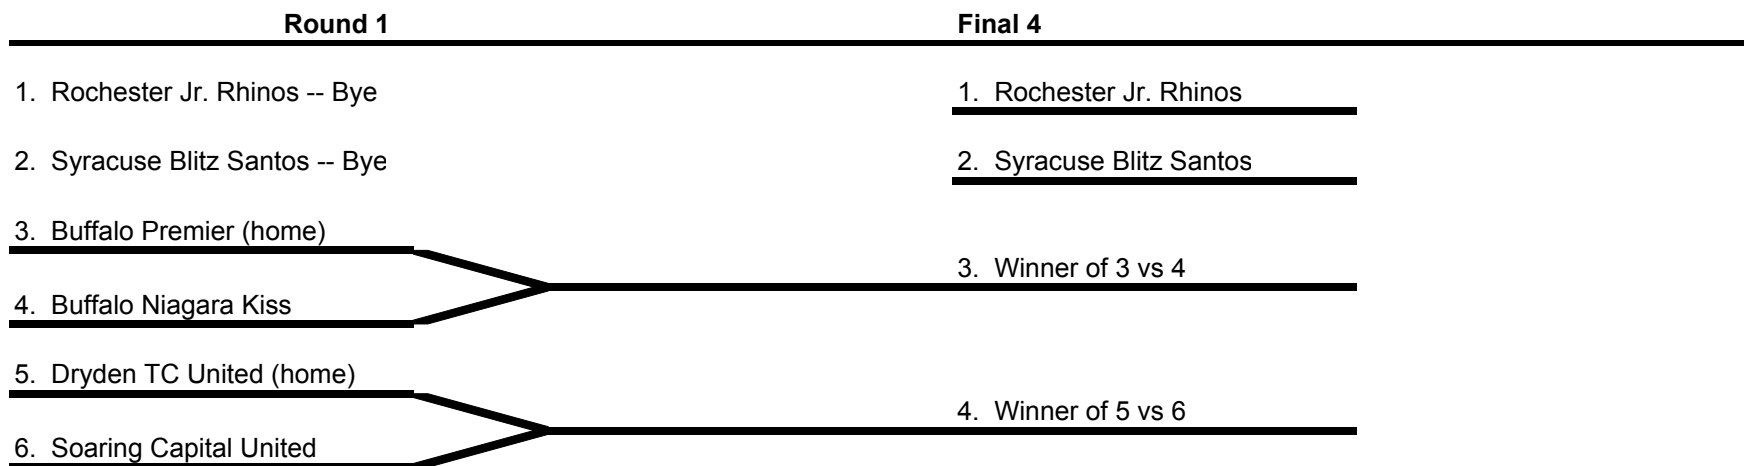 Round 1
Final 4
1. Rochester Jr. Rhinos -- Bye
1. Rochester Jr. Rhinos
2. Syracuse Blitz Santos -- Bye
2. Syracuse Blitz Santos
3. Buffalo Premier (home)
3. Winner of 3 vs 4
4. Buffalo Niagara Kiss
5. Dryden TC United (home)
4. Winner of 5 vs 6
6. Soaring Capital United